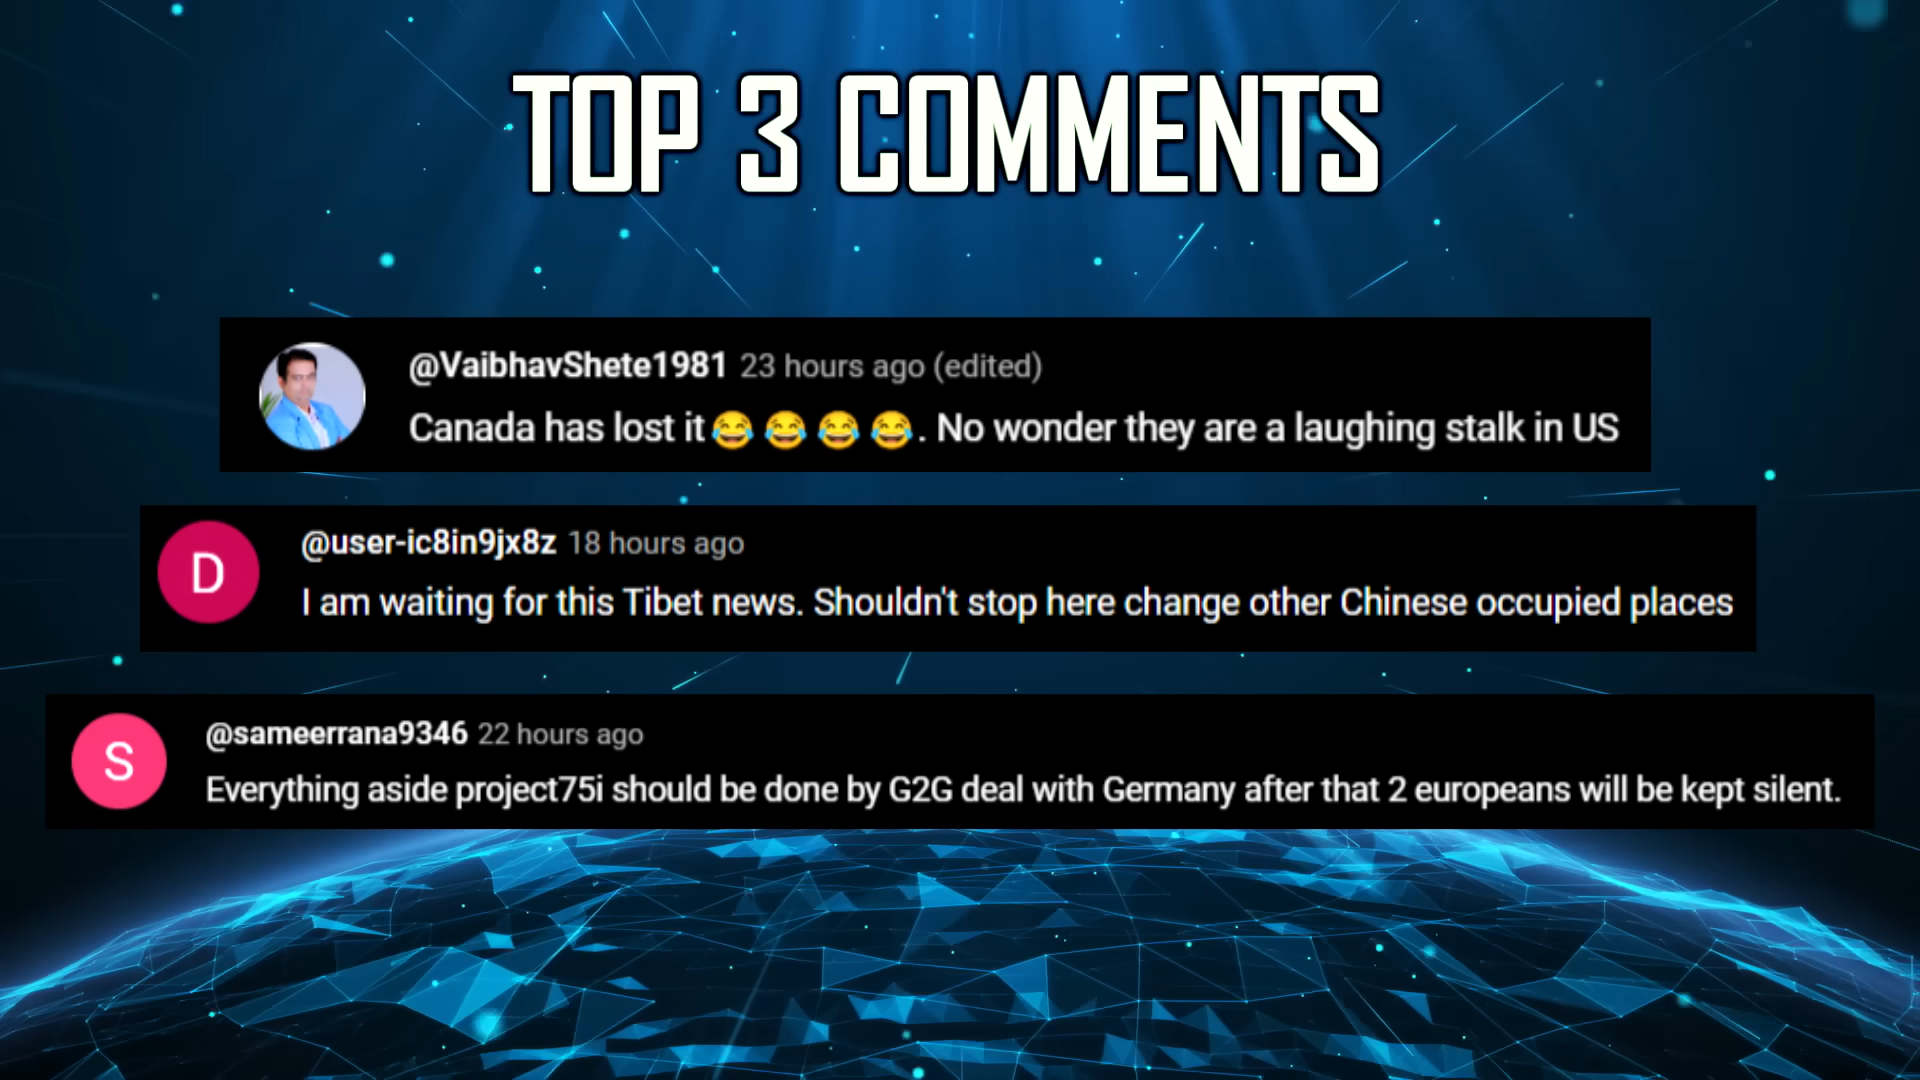 TOP 3 COMMENTS
@VaibhavShete1981 23 hours ago (edited)
Canada has lost it😂😂😂😂. No wonder they are a laughing stalk in US
D
@user-ic8in9jx8z 18 hours ago
I am waiting for this Tibet news. Shouldn't stop here change other Chinese occupied places
S
@sameerrana9346 22 hours ago
Everything aside project75i should be done by G2G deal with Germany after that 2 europeans will be kept silent.